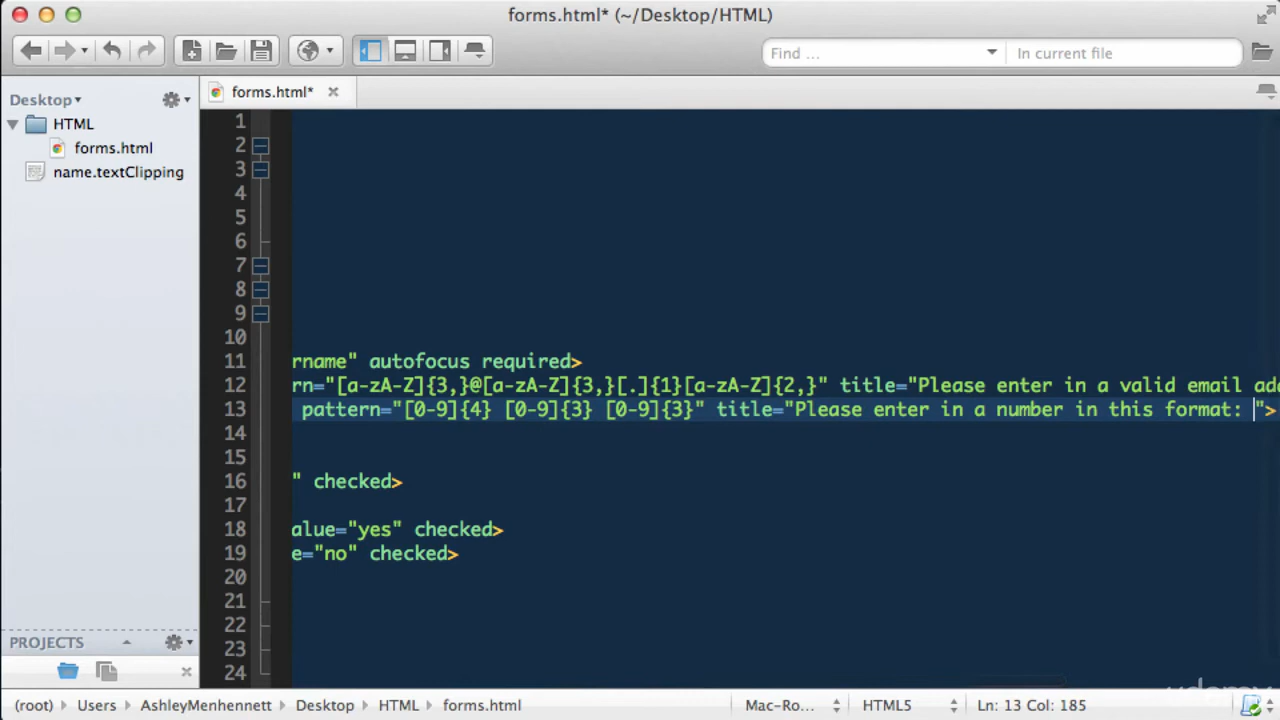 forms.html* (~/Desktop/HTML)
Find ...
In current file
Desktop
forms.html*
HTML
forms.html
name.textClipping
1
2
3
4
5
6
7
8
9
10
11 rname" autofocus required>
12 rn="[a-zA-Z]{3,}@[a-zA-Z]{3,}[.]{1}[a-zA-Z]{2,}" title="Please enter in a valid email add
13 pattern="[0-9]{4} [0-9]{3} [0-9]{3}" title="Please enter in a number in this format: ">
14
15
16 " checked>
17
18 alue="yes" checked>
19 e="no" checked>
20
21
22
23
24
PROJECTS
udemy
(root) Users AshleyMenhennett Desktop HTML forms.html Mac-Ro... HTML5 Ln: 13 Col: 185